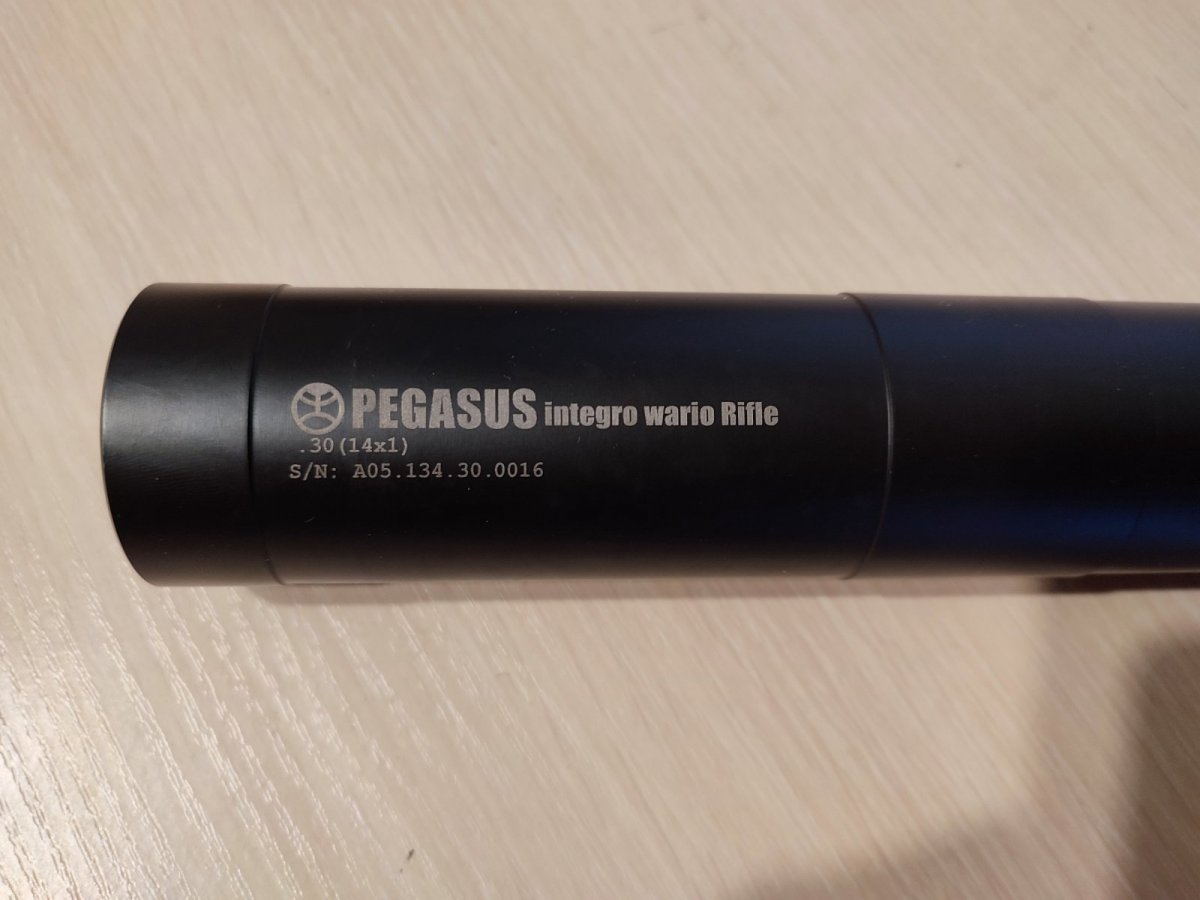 PEGASUS integro wario Rifle
.30(14x1)
S/N: A05.134.30.0016